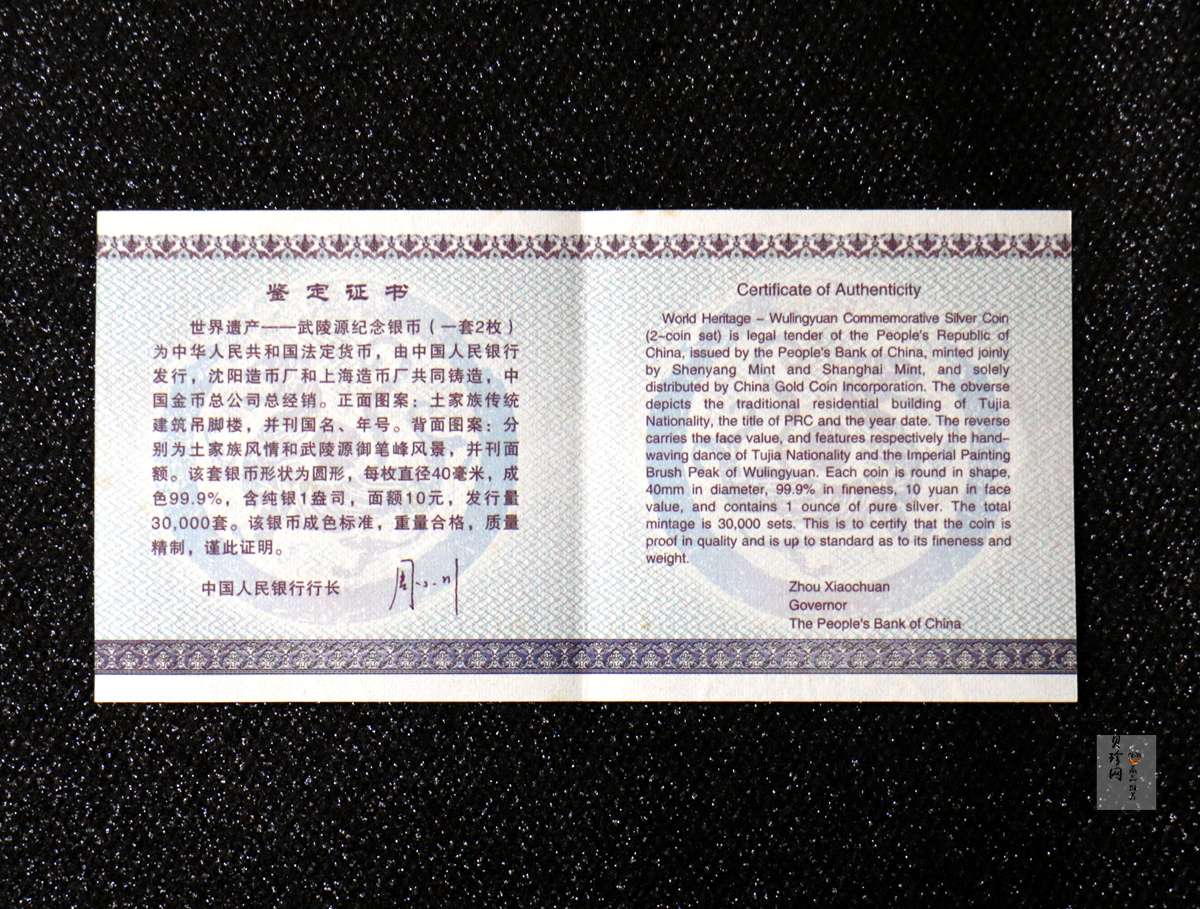 鉴定证书
世界遗产——武陵源纪念银币（一套2枚）
为中华人民共和国法定货币，由中国人民银行
发行，沈阳造币厂和上海造币厂共同铸造，中
国金币总公司总经销。正面图案：土家族传统
建筑吊脚楼，并刊国名、年号。背面图案：分
别为土家族风情和武陵源御笔峰风景，并刊面
额。该套银币形状为圆形，每枚直径40毫米，成
色99.9%，含纯银1盎司，面额10元，发行量
30,000套。该银币成色标准，重量合格，质量
精制，谨此证明。
中国人民银行行长
Certificate of Authenticity
World Heritage – Wulingyuan Commemorative Silver Coin
(2–coin set) is legal tender of the People's Republic of
China, issued by the People's Bank of China, minted joinly
by Shenyang Mint and Shanghai Mint, and solely
distributed by China Gold Coin Incorporation. The obverse
depicts the traditional residential building of Tujia
Nationality, the title of PRC and the year date. The reverse
carries the face value, and features respectively the hand–
waving dance of Tujia Nationality and the Imperial Painting
Brush Peak of Wulingyuan. Each coin is round in shape,
40mm in diameter, 99.9% in fineness, 10 yuan in face
value, and contains 1 ounce of pure silver. The total
mintage is 30,000 sets. This is to certify that the coin is
proof in quality and is up to standard as to its fineness and
weight.
Zhou Xiaochuan
Governor
The People's Bank of China
珍网